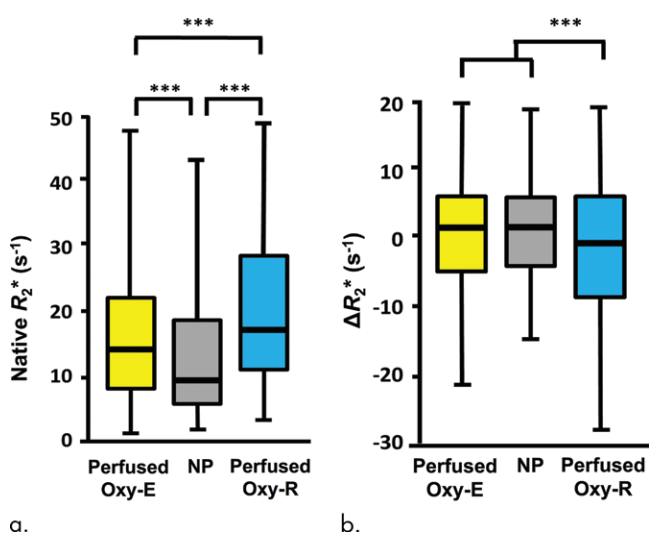 ***
*** ***
50
40
30
20
10
0
Native R2* (s-1)
Perfused Oxy-E
NP
Perfused Oxy-R
a.
***
20
10
0
-10
-20
-30
ΔR2* (s-1)
Perfused Oxy-E
NP
Perfused Oxy-R
b.